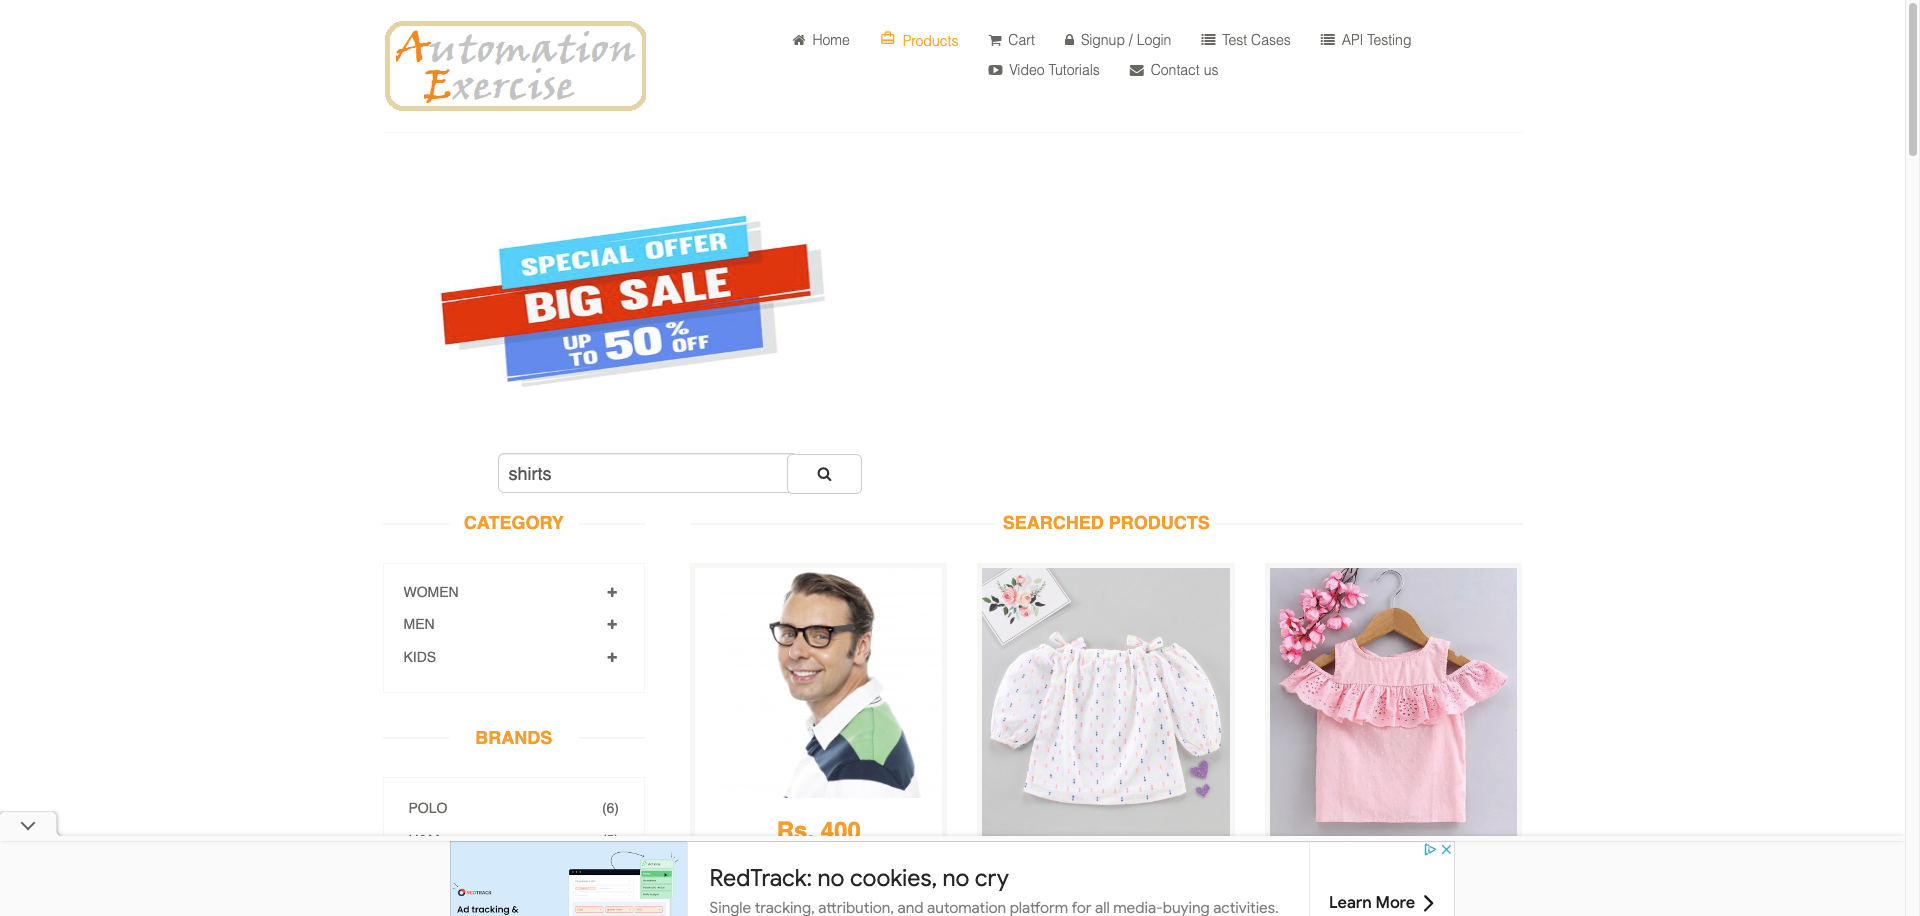 Automation
Exercise
Home
Products
Cart
Signup / Login
Test Cases
API Testing
Video Tutorials
Contact us
SPECIAL OFFER
BIG SALE
UP TO 50% OFF
shirts
CATEGORY
SEARCHED PRODUCTS
WOMEN
MEN
KIDS
BRANDS
POLO (6)
Rs. 400
REDTRACK
Ad tracking &
RedTrack: no cookies, no cry
Single tracking, attribution, and automation platform for all media-buying activities.
Learn More